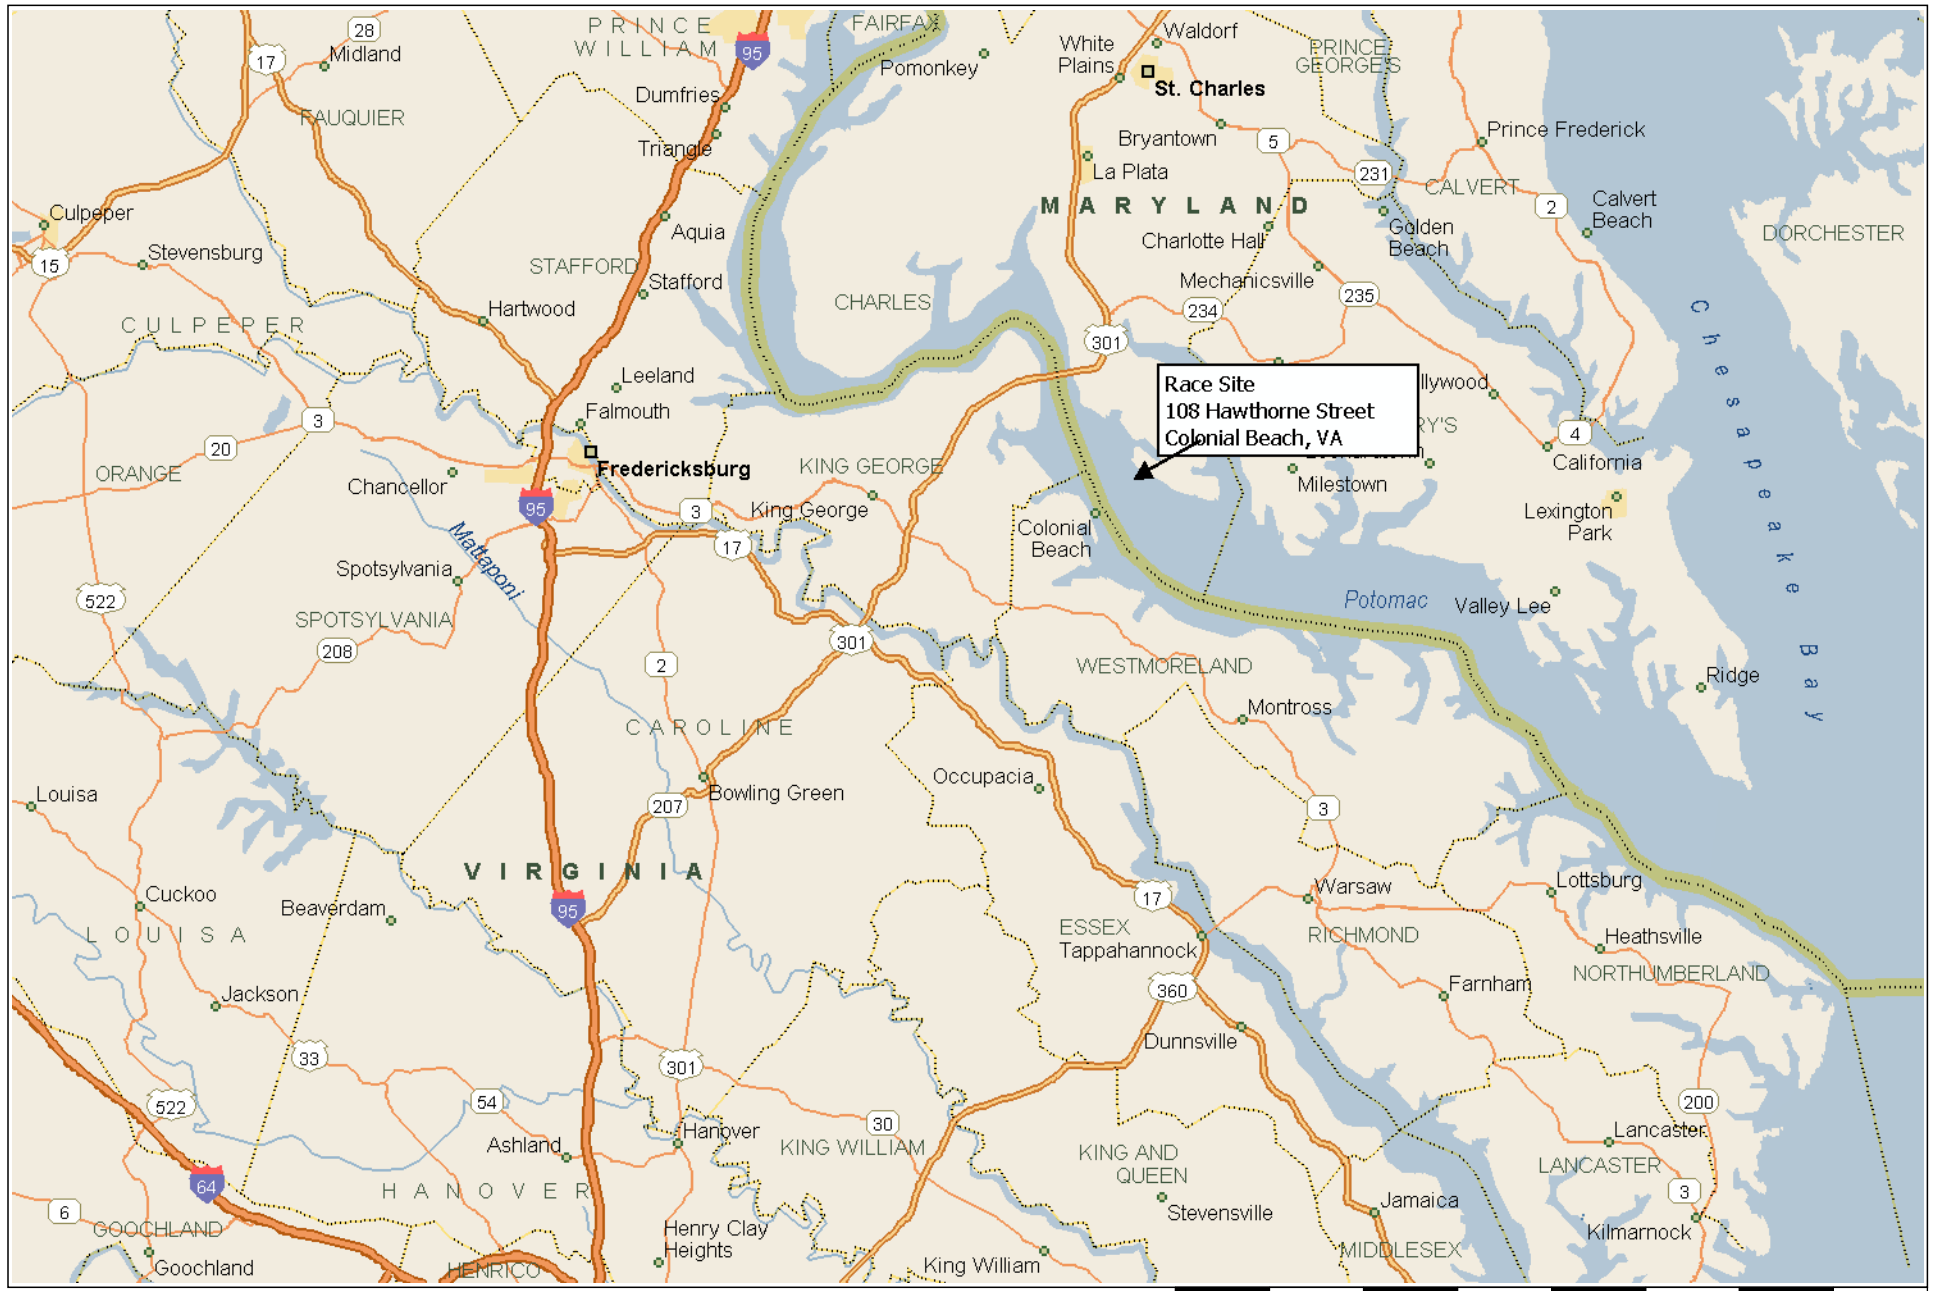 PRINCE
WILLIAM
FAIRFAX
28
Midland
17
95
Pomonkey
White
Plains
Waldorf
PRINCE
GEORGE'S
St. Charles
Dumfries
FAUQUIER
Triangle
Bryantown
5
Prince Frederick
La Plata
231
CALVERT
2
Calvert
Beach
MARYLAND
Culpeper
Aquia
Charlotte Hall
Golden
Beach
DORCHESTER
15
Stevensburg
STAFFORD
Stafford
Mechanicsville
235
CHARLES
234
Hartwood
CULPEPER
301
Chesapeake Bay
Leeland
Race Site
108 Hawthorne Street
Colonial Beach, VA
llywood
Falmouth
3
RY'S
4
20
ORANGE
Fredericksburg
KING GEORGE
California
Chancellor
Milestown
95
3
King George
Lexington
Park
Colonial
Beach
17
Mattaponi
Spotsylvania
522
Potomac
Valley Lee
SPOTSYLVANIA
208
301
2
WESTMORELAND
Ridge
Montross
CAROLINE
Occupacia
Louisa
207
Bowling Green
3
VIRGINIA
Cuckoo
Beaverdam
95
17
Warsaw
Lottsburg
LOUISA
ESSEX
Tappahannock
RICHMOND
Heathsville
NORTHUMBERLAND
Jackson
360
Farnham
33
Dunnsville
301
522
54
200
30
Ashland
Hanover
KING WILLIAM
KING AND
QUEEN
Lancaster
LANCASTER
64
HANOVER
3
6
GOOCHLAND
Stevensville
Jamaica
Henry Clay
Heights
Kilmarnock
MIDDLESEX
Goochland
HENRICO
King William